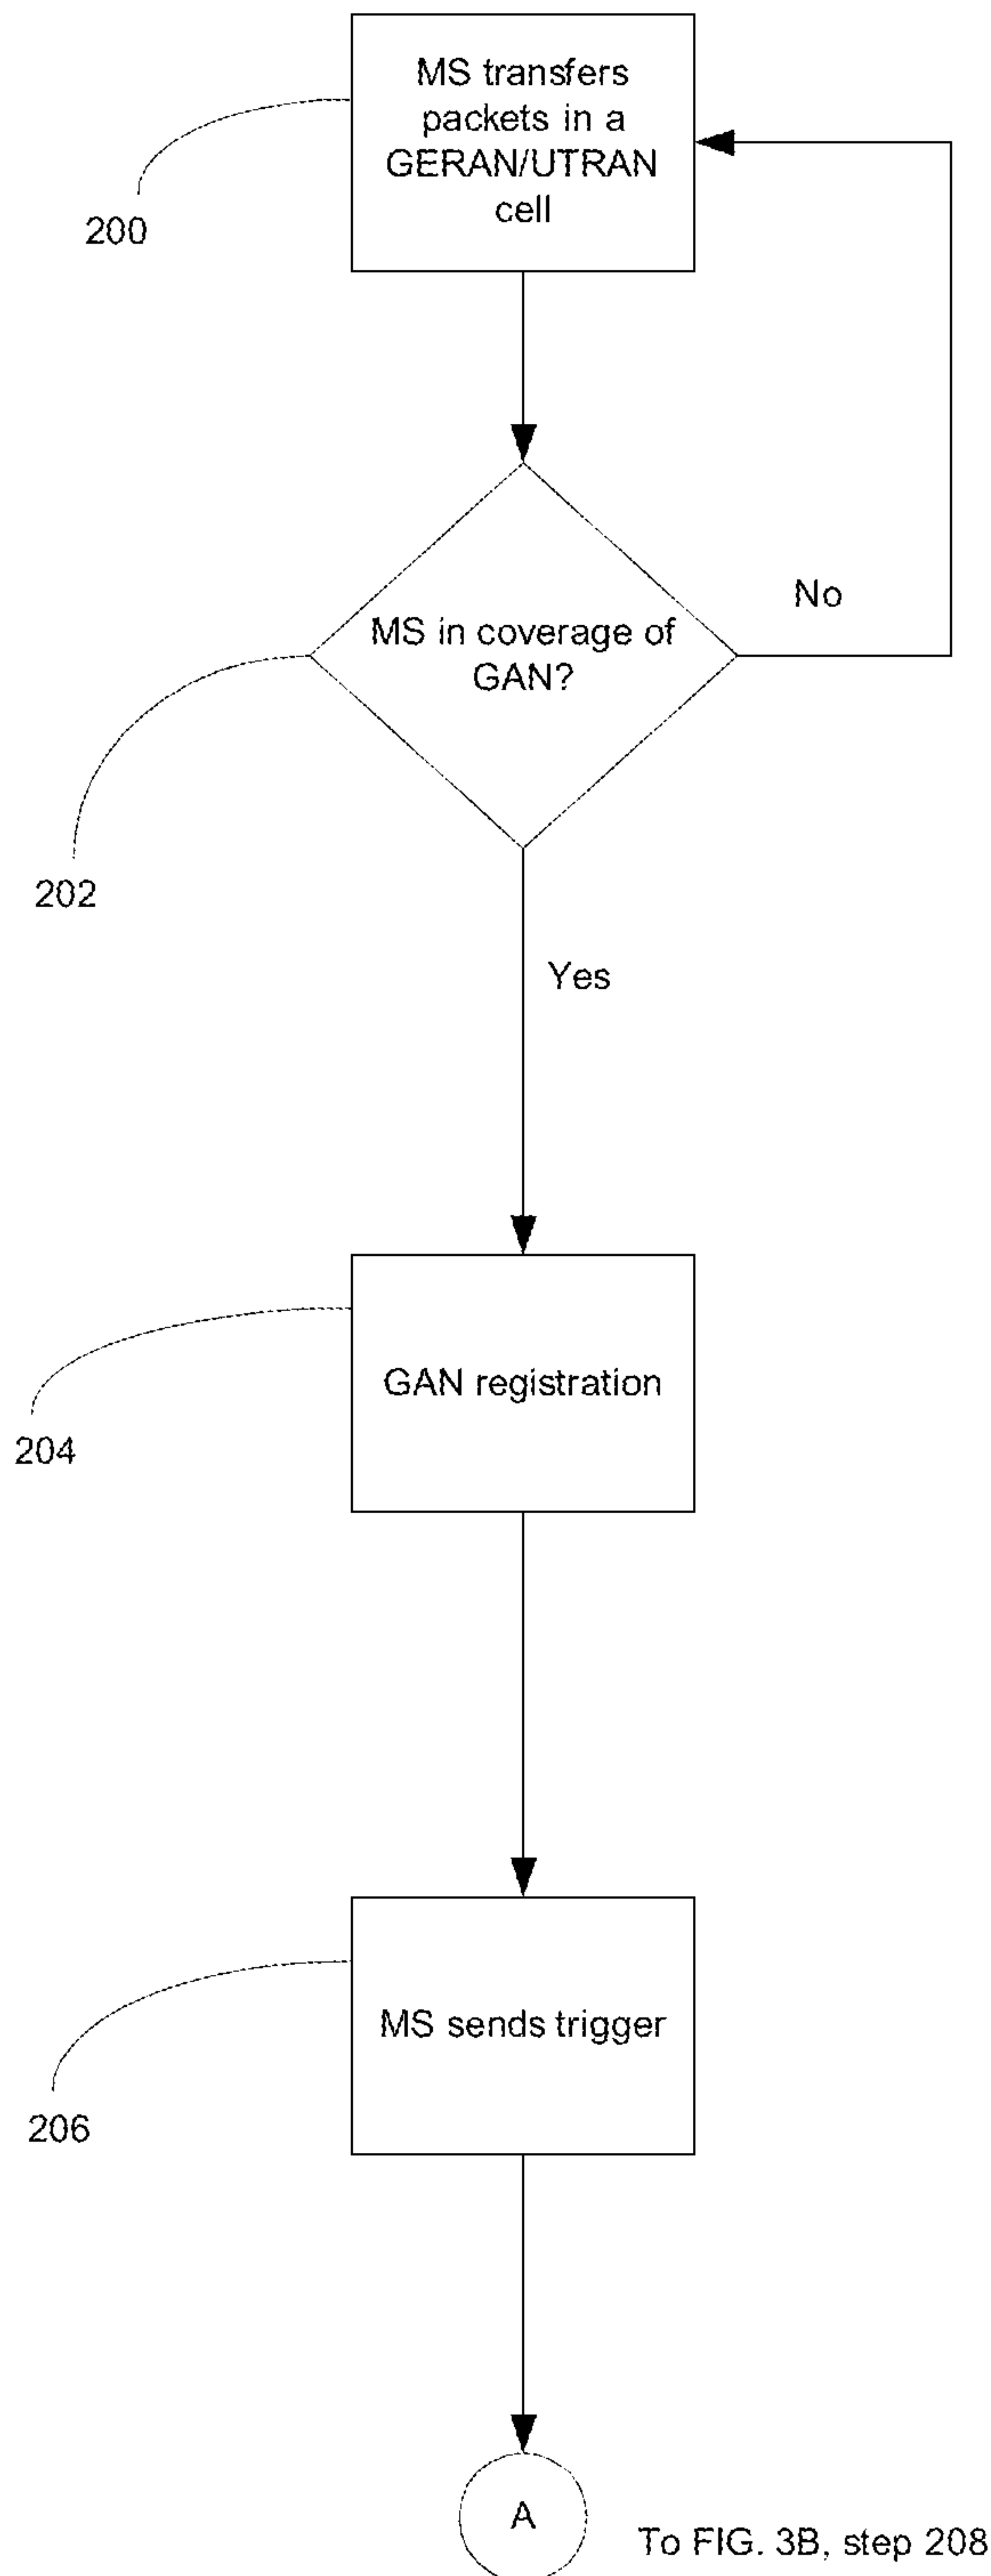 MS transfers
packets in a
GERAN/UTRAN
cell
200
No
MS in coverage of
GAN?
202
Yes
GAN registration
204
MS sends trigger
206
A
To FIG. 3B, step 208